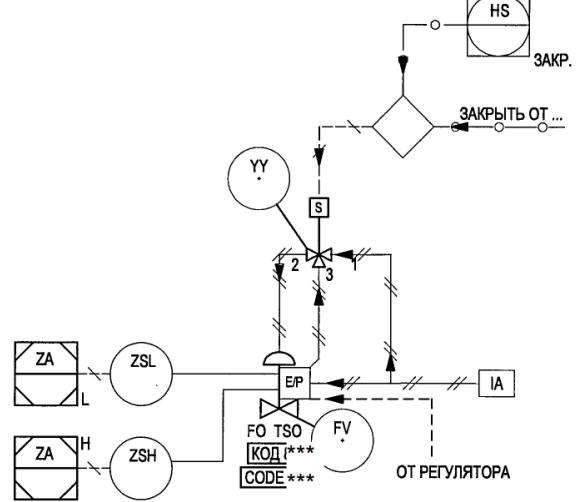 HS
ЗАКР.
ЗАКРЫТЬ ОТ ...
YY
S
2
1
3
ZA
ZSL
E/P
IA
L
FO TSO
FV
H
КОД ***
ZA
ZSH
CODE ***
ОТ РЕГУЛЯТОРА